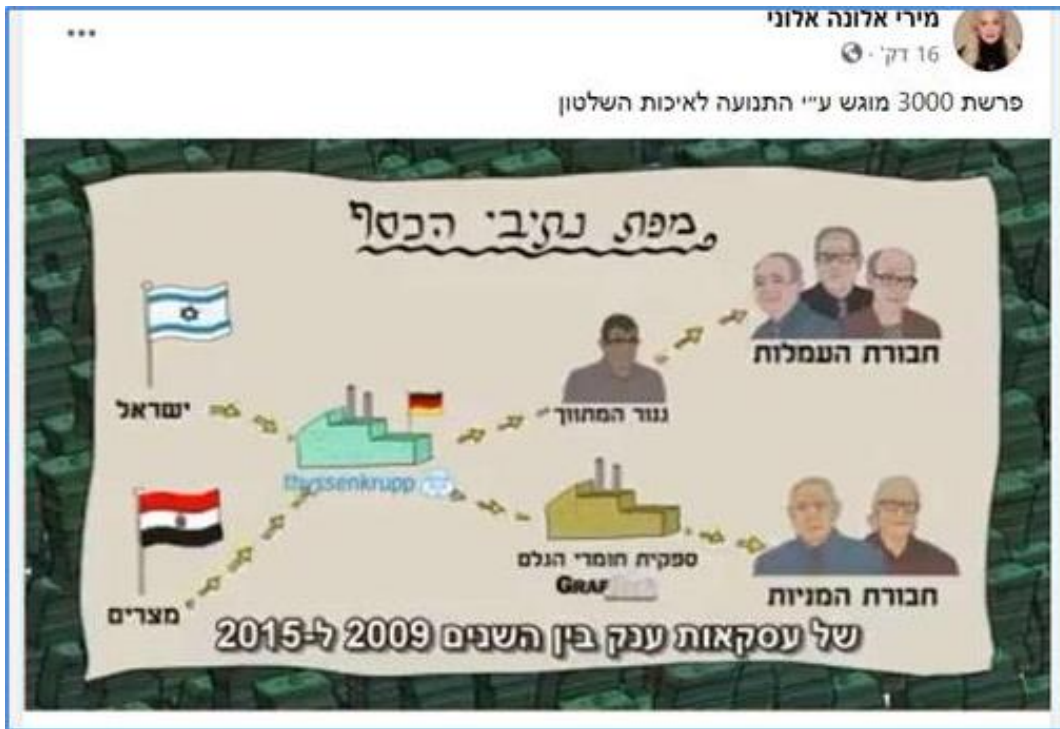 מירי אלונה אלוני
16 דק'
פרשת 3000 מוגש ע״י התנועה לאיכות השלטון
מפת נתיבי הכסף
ישראל
thyssenkrupp
מצרים
גנור המתווך
חבורת העמלות
ספקית חומרי הגלם
GRAF
חבורת המניות
של עסקאות ענק בין השנים 2009 ל-2015